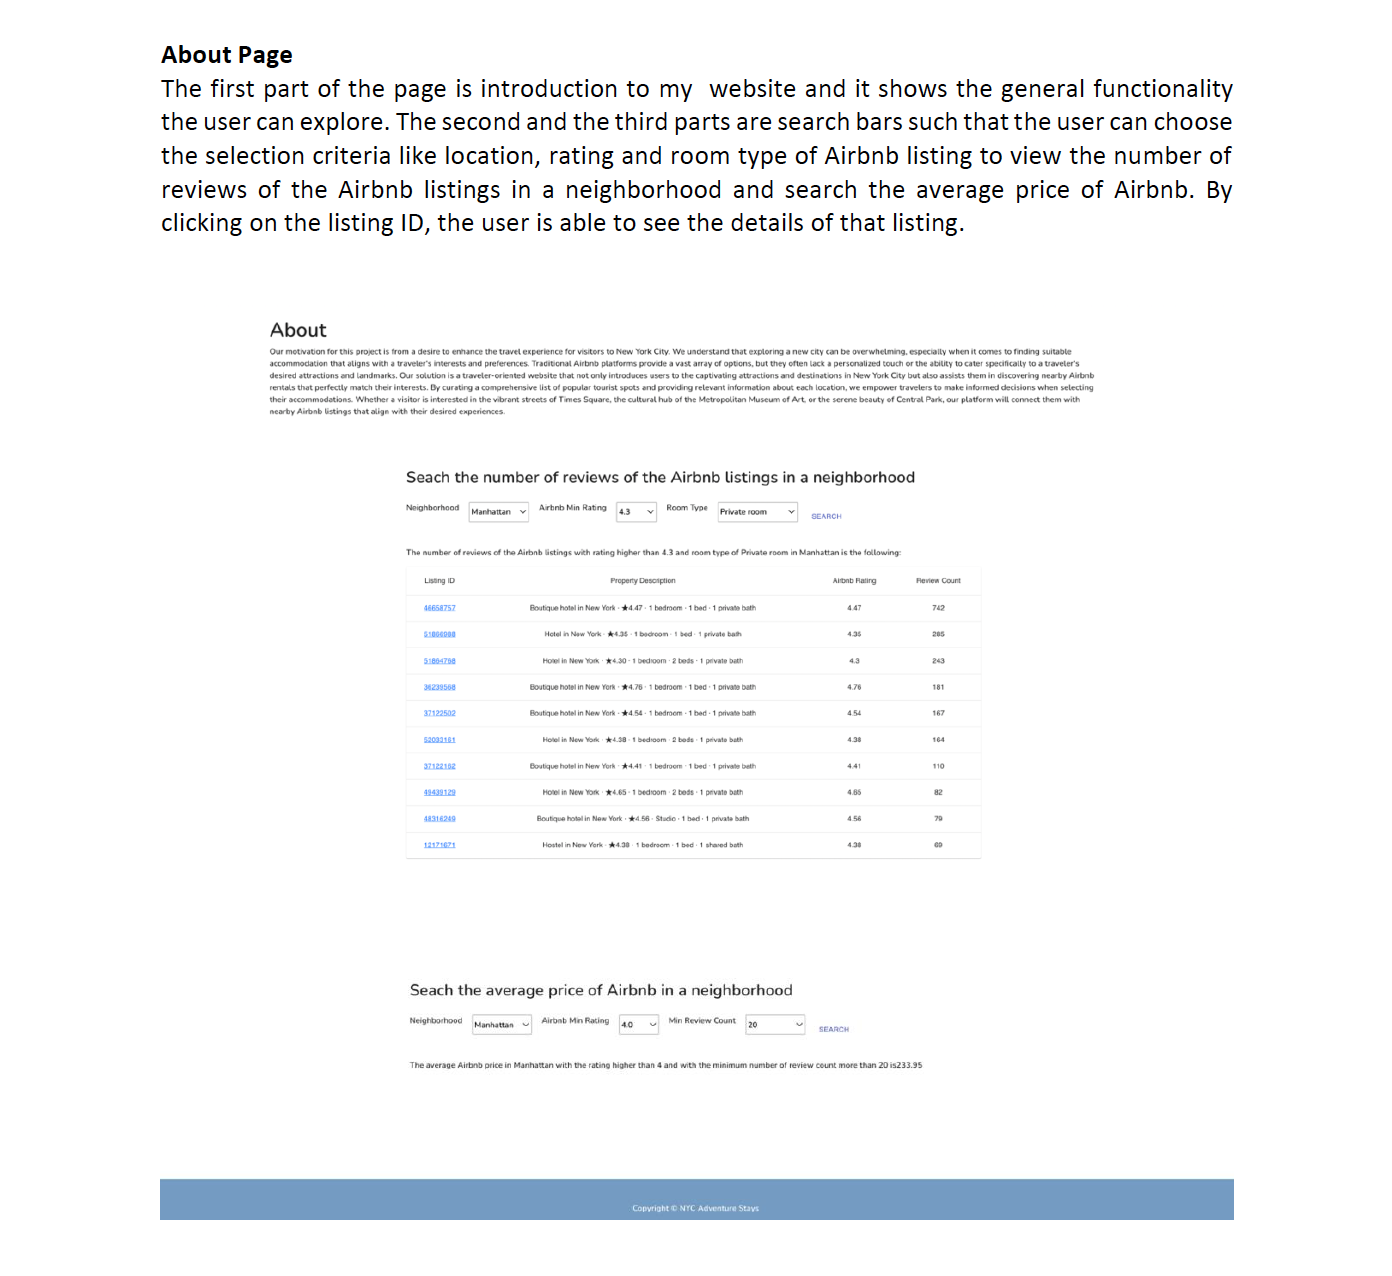 About Page
The first part of the page is introduction to my website and it shows the general functionality
the user can explore. The second and the third parts are search bars such that the user can choose
the selection criteria like location, rating and room type of Airbnb listing to view the number of
reviews of the Airbnb listings in a neighborhood and search the average price of Airbnb. By
clicking on the listing ID, the user is able to see the details of that listing.
About
Our motivation for this project is from a desire to enhance the travel experience for visitors to New York City. We understand that exploring a new city can be overwhelming, especially when it comes to finding suitable
accommodation that aligns with a traveler's interests and preferences. Traditional Airbnb platforms provide a vast array of options, but they often lack a personalized touch or the ability to cater specifically to a traveler's
desired attractions and landmarks. Our solution is a traveler-oriented website that not only introduces users to the captivating attractions and destinations in New York City but also assists them in discovering nearby Airbnb
rentals that perfectly match their interests. By curating a comprehensive list of popular tourist spots and providing relevant information about each location, we empower travelers to make informed decisions when selecting
their accommodations. Whether a visitor is interested in the vibrant streets of Times Square, the cultural hub of the Metropolitan Museum of Art, or the serene beauty of Central Park, our platform will connect them with
nearby Airbnb listings that align with their desired experiences.
Seach the number of reviews of the Airbnb listings in a neighborhood
Neighborhood Manhattan Airbnb Min Rating 4.3 Room Type Private room SEARCH
The number of reviews of the Airbnb listings with rating higher than 4.3 and room type of Private room in Manhattan is the following:
Listing ID Property Description Airbnb Rating Review Count
46658757 Boutique hotel in New York · ★4.47 · 1 bedroom · 1 bed · 1 private bath 4.47 742
Hotel in New York · ★4.35 · 1 bedroom · 1 bed · 1 private bath 4.35 285
Hotel in New York · ★4.30 · 1 bedroom · 2 beds · 1 private bath 4.3 243
36239568 Boutique hotel in New York · ★4.76 · 1 bedroom · 1 bed · 1 private bath 4.76 181
37122502 Boutique hotel in New York · ★4.54 · 1 bedroom · 1 bed · 1 private bath 4.54 167
Hotel in New York · ★4.38 · 1 bedroom · 2 beds · 1 private bath 4.38 164
37122152 Boutique hotel in New York · ★4.41 · 1 bedroom · 1 bed · 1 private bath 4.41 110
49439129 Hotel in New York · ★4.65 · 1 bedroom · 2 beds · 1 private bath 4.65 82
48316249 Boutique hotel in New York · ★4.56 · Studio · 1 bed · 1 private bath 4.56 79
12171671 Hostel in New York · ★4.38 · 1 bedroom · 1 bed · 1 shared bath 4.38 69
Seach the average price of Airbnb in a neighborhood
Neighborhood Manhattan Airbnb Min Rating 4.0 Min Review Count 20 SEARCH
The average Airbnb price in Manhattan with the rating higher than 4 and with the minimum number of review count more than 20 is233.95
Copyright © NYC Adventure Stays